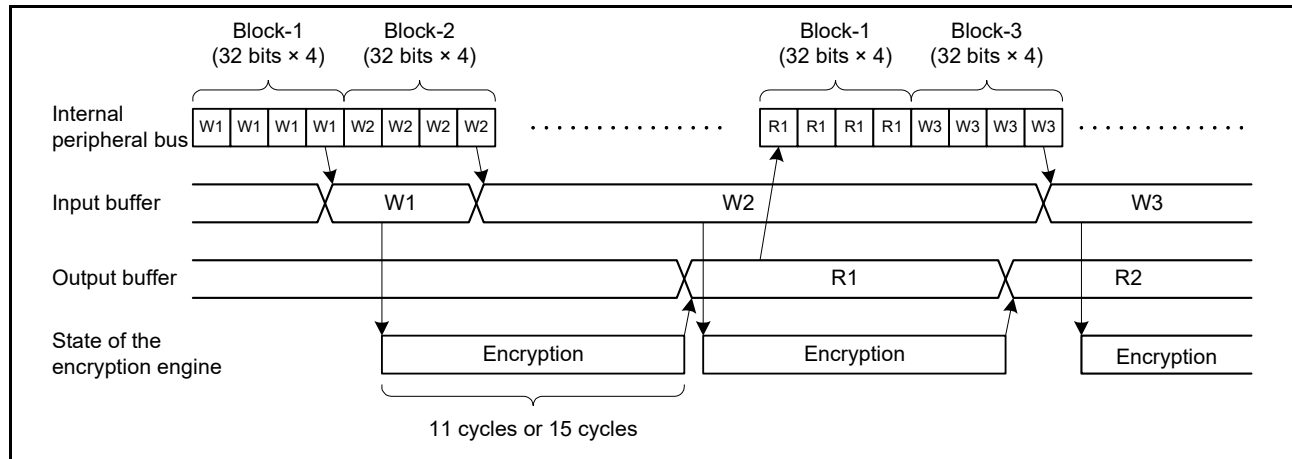 Block-1 Block-2 Block-1 Block-3
(32 bits × 4) (32 bits × 4) (32 bits × 4) (32 bits × 4)
Internal
peripheral bus
W1 W1 W1 W1 W2 W2 W2 W2 R1 R1 R1 R1 W3 W3 W3 W3
Input buffer W1 W2 W3
Output buffer R1 R2
State of the
encryption engine
Encryption Encryption Encryption
11 cycles or 15 cycles